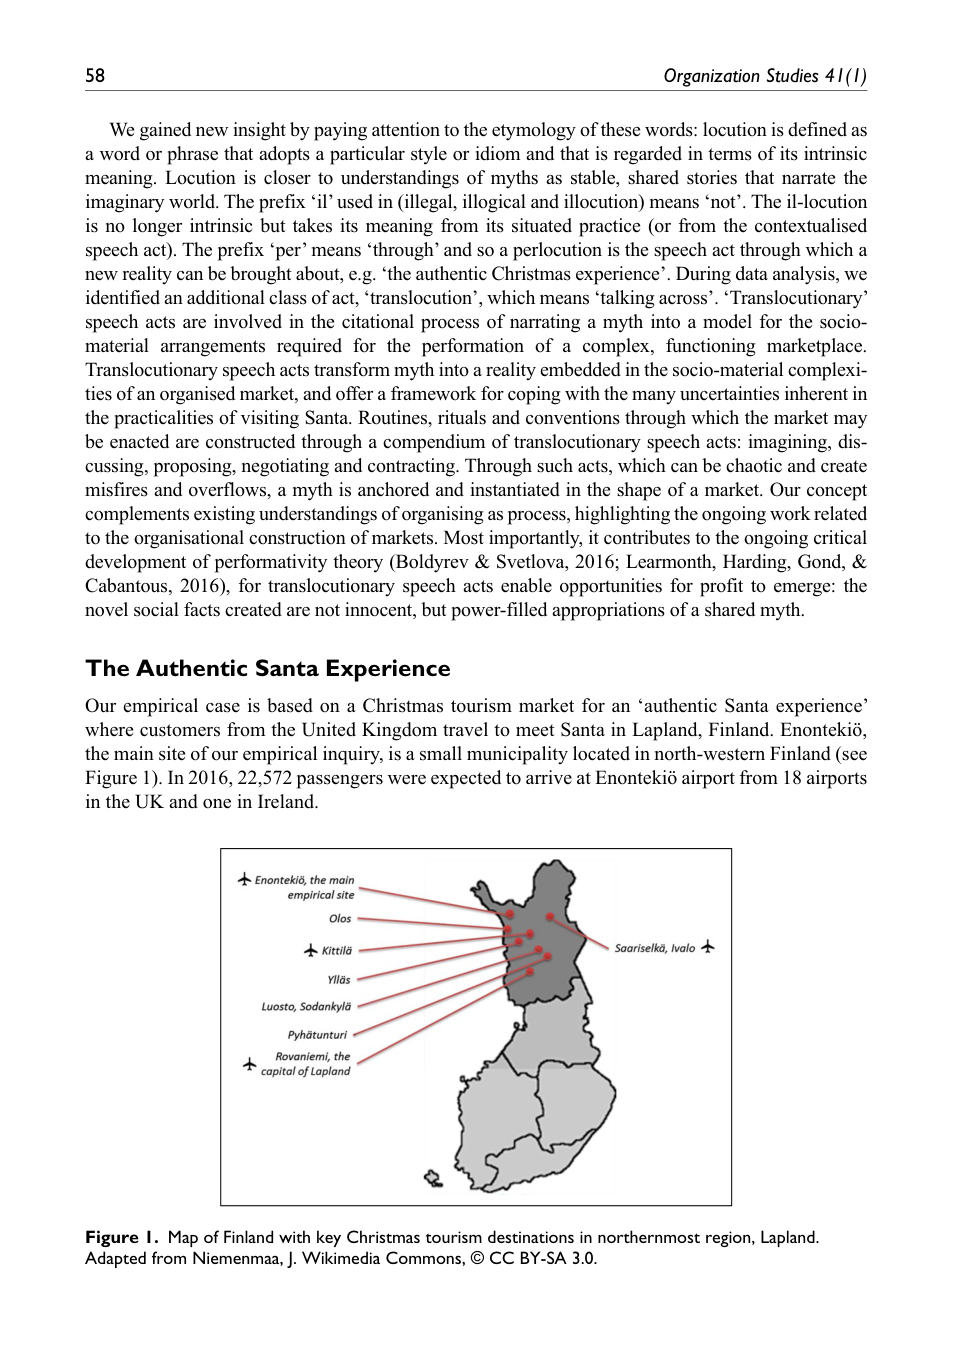 58
Organization Studies 41(1)
We gained new insight by paying attention to the etymology of these words: locution is defined as
a word or phrase that adopts a particular style or idiom and that is regarded in terms of its intrinsic
meaning. Locution is closer to understandings of myths as stable, shared stories that narrate the
imaginary world. The prefix ‘il’ used in (illegal, illogical and illocution) means ‘not’. The il-locution
is no longer intrinsic but takes its meaning from its situated practice (or from the contextualised
speech act). The prefix ‘per’ means ‘through’ and so a perlocution is the speech act through which a
new reality can be brought about, e.g. ‘the authentic Christmas experience’. During data analysis, we
identified an additional class of act, ‘translocution’, which means ‘talking across’. ‘Translocutionary’
speech acts are involved in the citational process of narrating a myth into a model for the socio-
material arrangements required for the performation of a complex, functioning marketplace.
Translocutionary speech acts transform myth into a reality embedded in the socio-material complexi-
ties of an organised market, and offer a framework for coping with the many uncertainties inherent in
the practicalities of visiting Santa. Routines, rituals and conventions through which the market may
be enacted are constructed through a compendium of translocutionary speech acts: imagining, dis-
cussing, proposing, negotiating and contracting. Through such acts, which can be chaotic and create
misfires and overflows, a myth is anchored and instantiated in the shape of a market. Our concept
complements existing understandings of organising as process, highlighting the ongoing work related
to the organisational construction of markets. Most importantly, it contributes to the ongoing critical
development of performativity theory (Boldyrev & Svetlova, 2016; Learmonth, Harding, Gond, &
Cabantous, 2016), for translocutionary speech acts enable opportunities for profit to emerge: the
novel social facts created are not innocent, but power-filled appropriations of a shared myth.
The Authentic Santa Experience
Our empirical case is based on a Christmas tourism market for an ‘authentic Santa experience’
where customers from the United Kingdom travel to meet Santa in Lapland, Finland. Enontekiö,
the main site of our empirical inquiry, is a small municipality located in north-western Finland (see
Figure 1). In 2016, 22,572 passengers were expected to arrive at Enontekiö airport from 18 airports
in the UK and one in Ireland.
Enontekiö, the main
empirical site
Olos
Kittilä
Ylläs
Luosto, Sodankylä
Pyhätunturi
Rovaniemi, the
capital of Lapland
Saariselkä, Ivalo
Figure 1. Map of Finland with key Christmas tourism destinations in northernmost region, Lapland.
Adapted from Niemenmaa, J. Wikimedia Commons, © CC BY-SA 3.0.